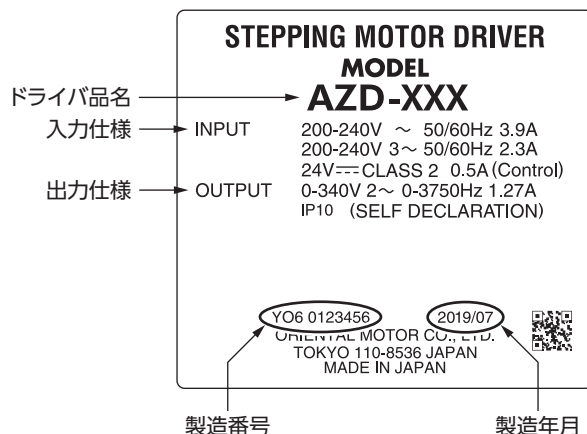 STEPPING MOTOR DRIVER
MODEL
ドライバ品名 AZD-XXX
入力仕様 INPUT 200-240V ～ 50/60Hz 3.9A
200-240V 3～ 50/60Hz 2.3A
24V⎓CLASS 2 0.5A (Control)
出力仕様 OUTPUT 0-340V 2～ 0-3750Hz 1.27A
IP10 (SELF DECLARATION)
YO6 0123456 2019/07
ORIENTAL MOTOR CO., LTD.
TOKYO 110-8536 JAPAN
MADE IN JAPAN
製造番号 製造年月